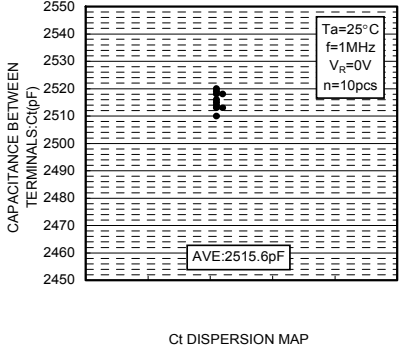 2550
2540
2530
2520
2510
2500
2490
2480
2470
2460
2450
CAPACITANCE BETWEEN
TERMINALS:Ct(pF)
Ta=25°C
f=1MHz
VR=0V
n=10pcs
AVE:2515.6pF
Ct DISPERSION MAP